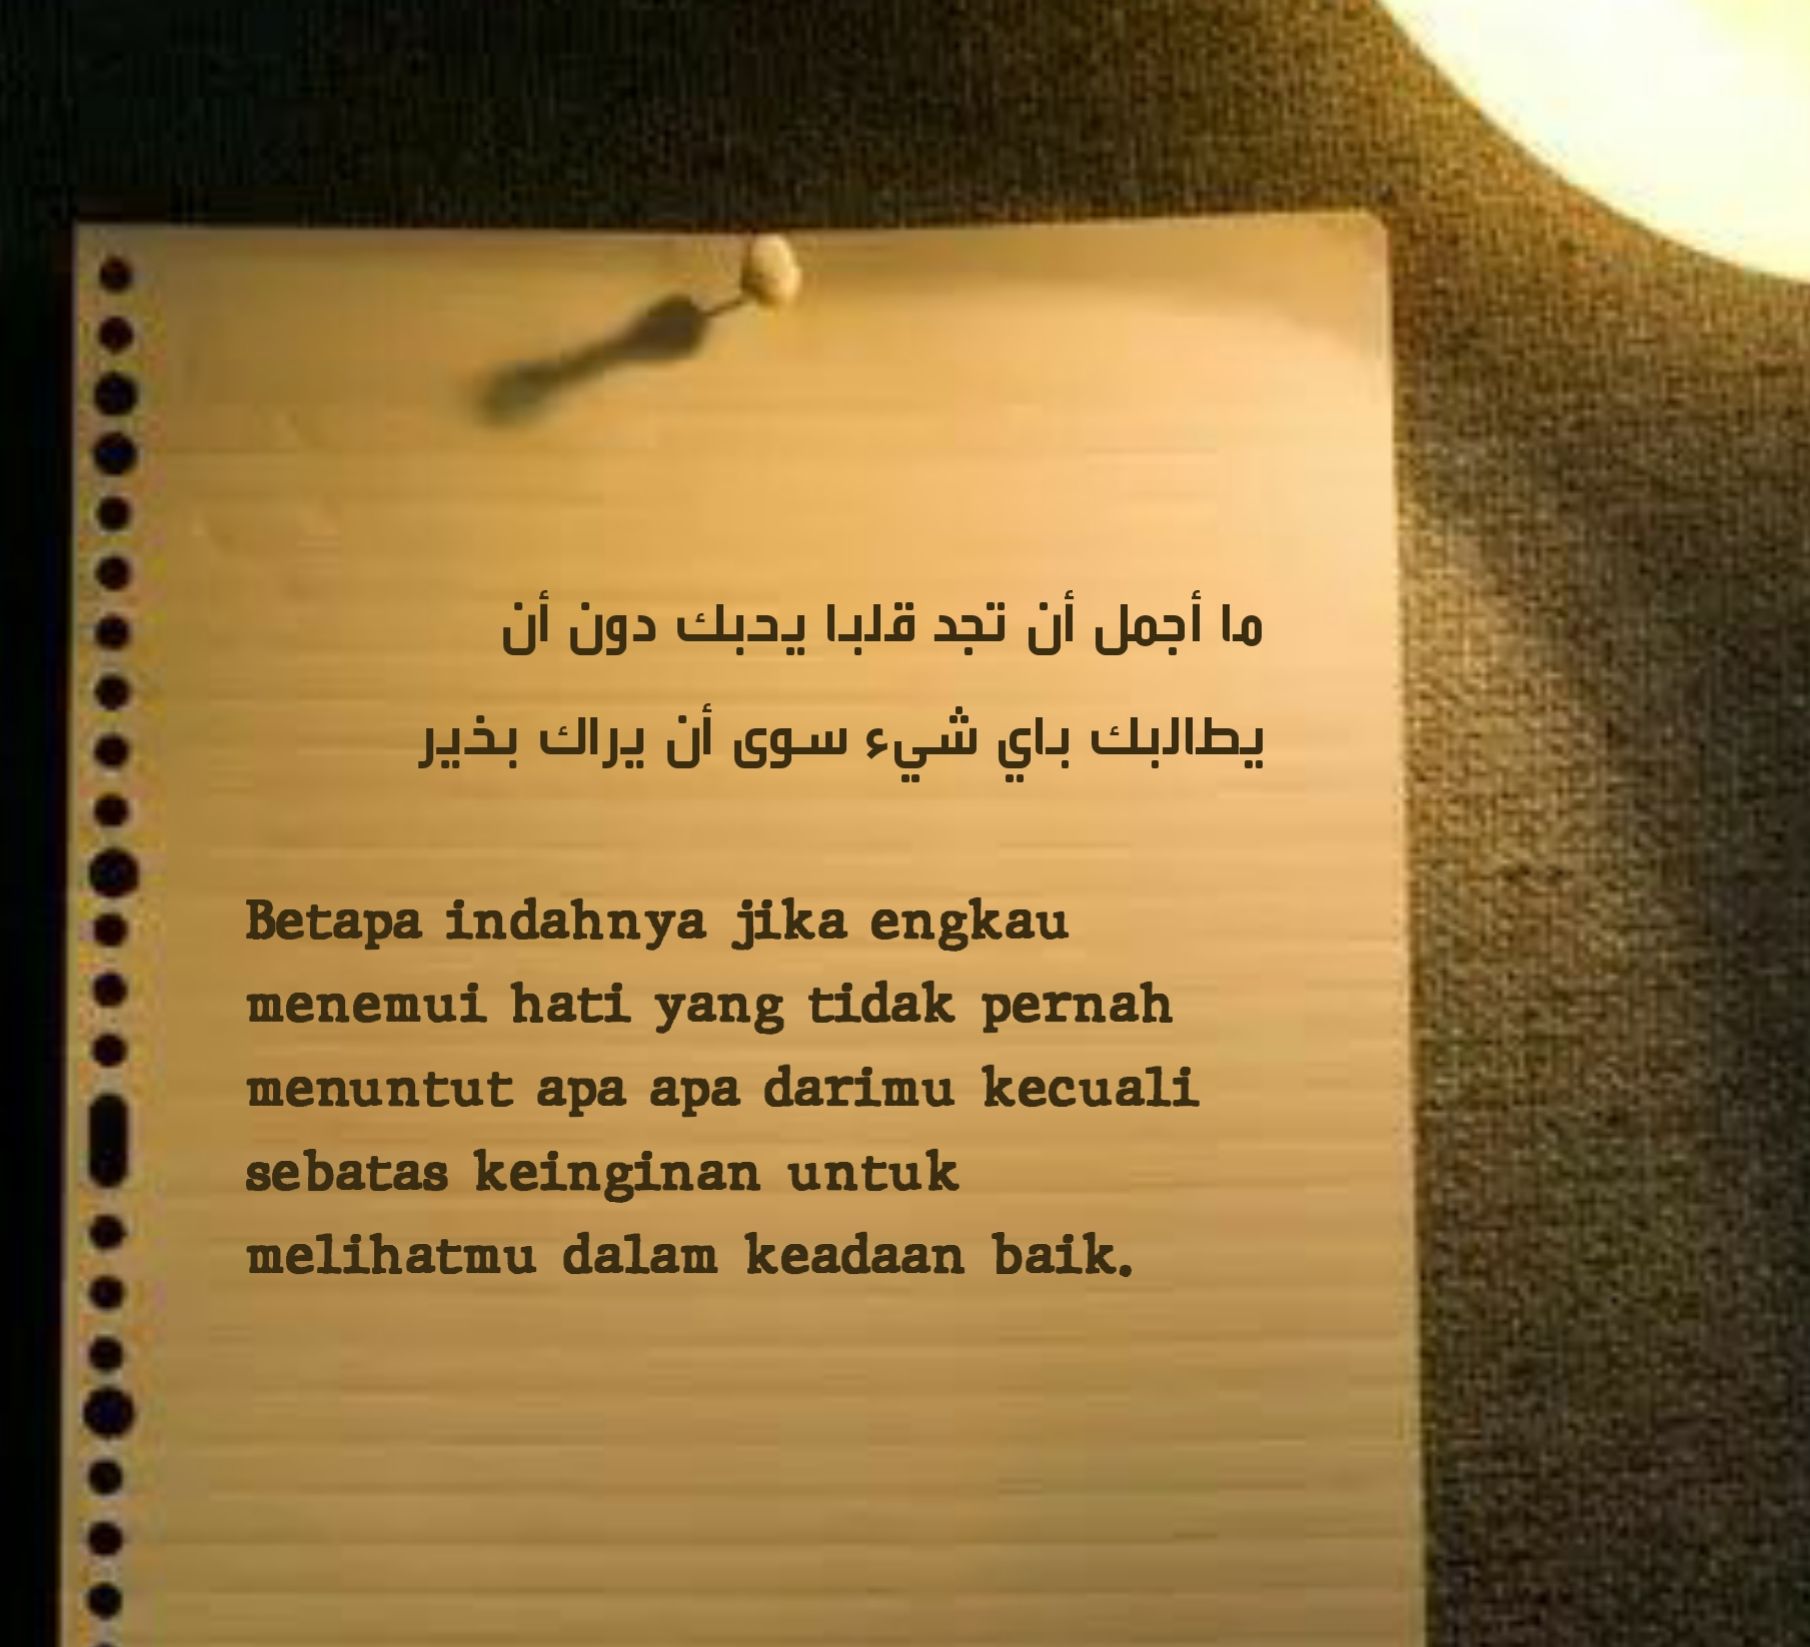 ما أجمل أن تجد قلبا يحبك دون أن
يطالبك باي شيء سوى أن يراك بخير
Betapa indahnya jika engkau
menemui hati yang tidak pernah
menuntut apa apa darimu kecuali
sebatas keinginan untuk
melihatmu dalam keadaan baik.